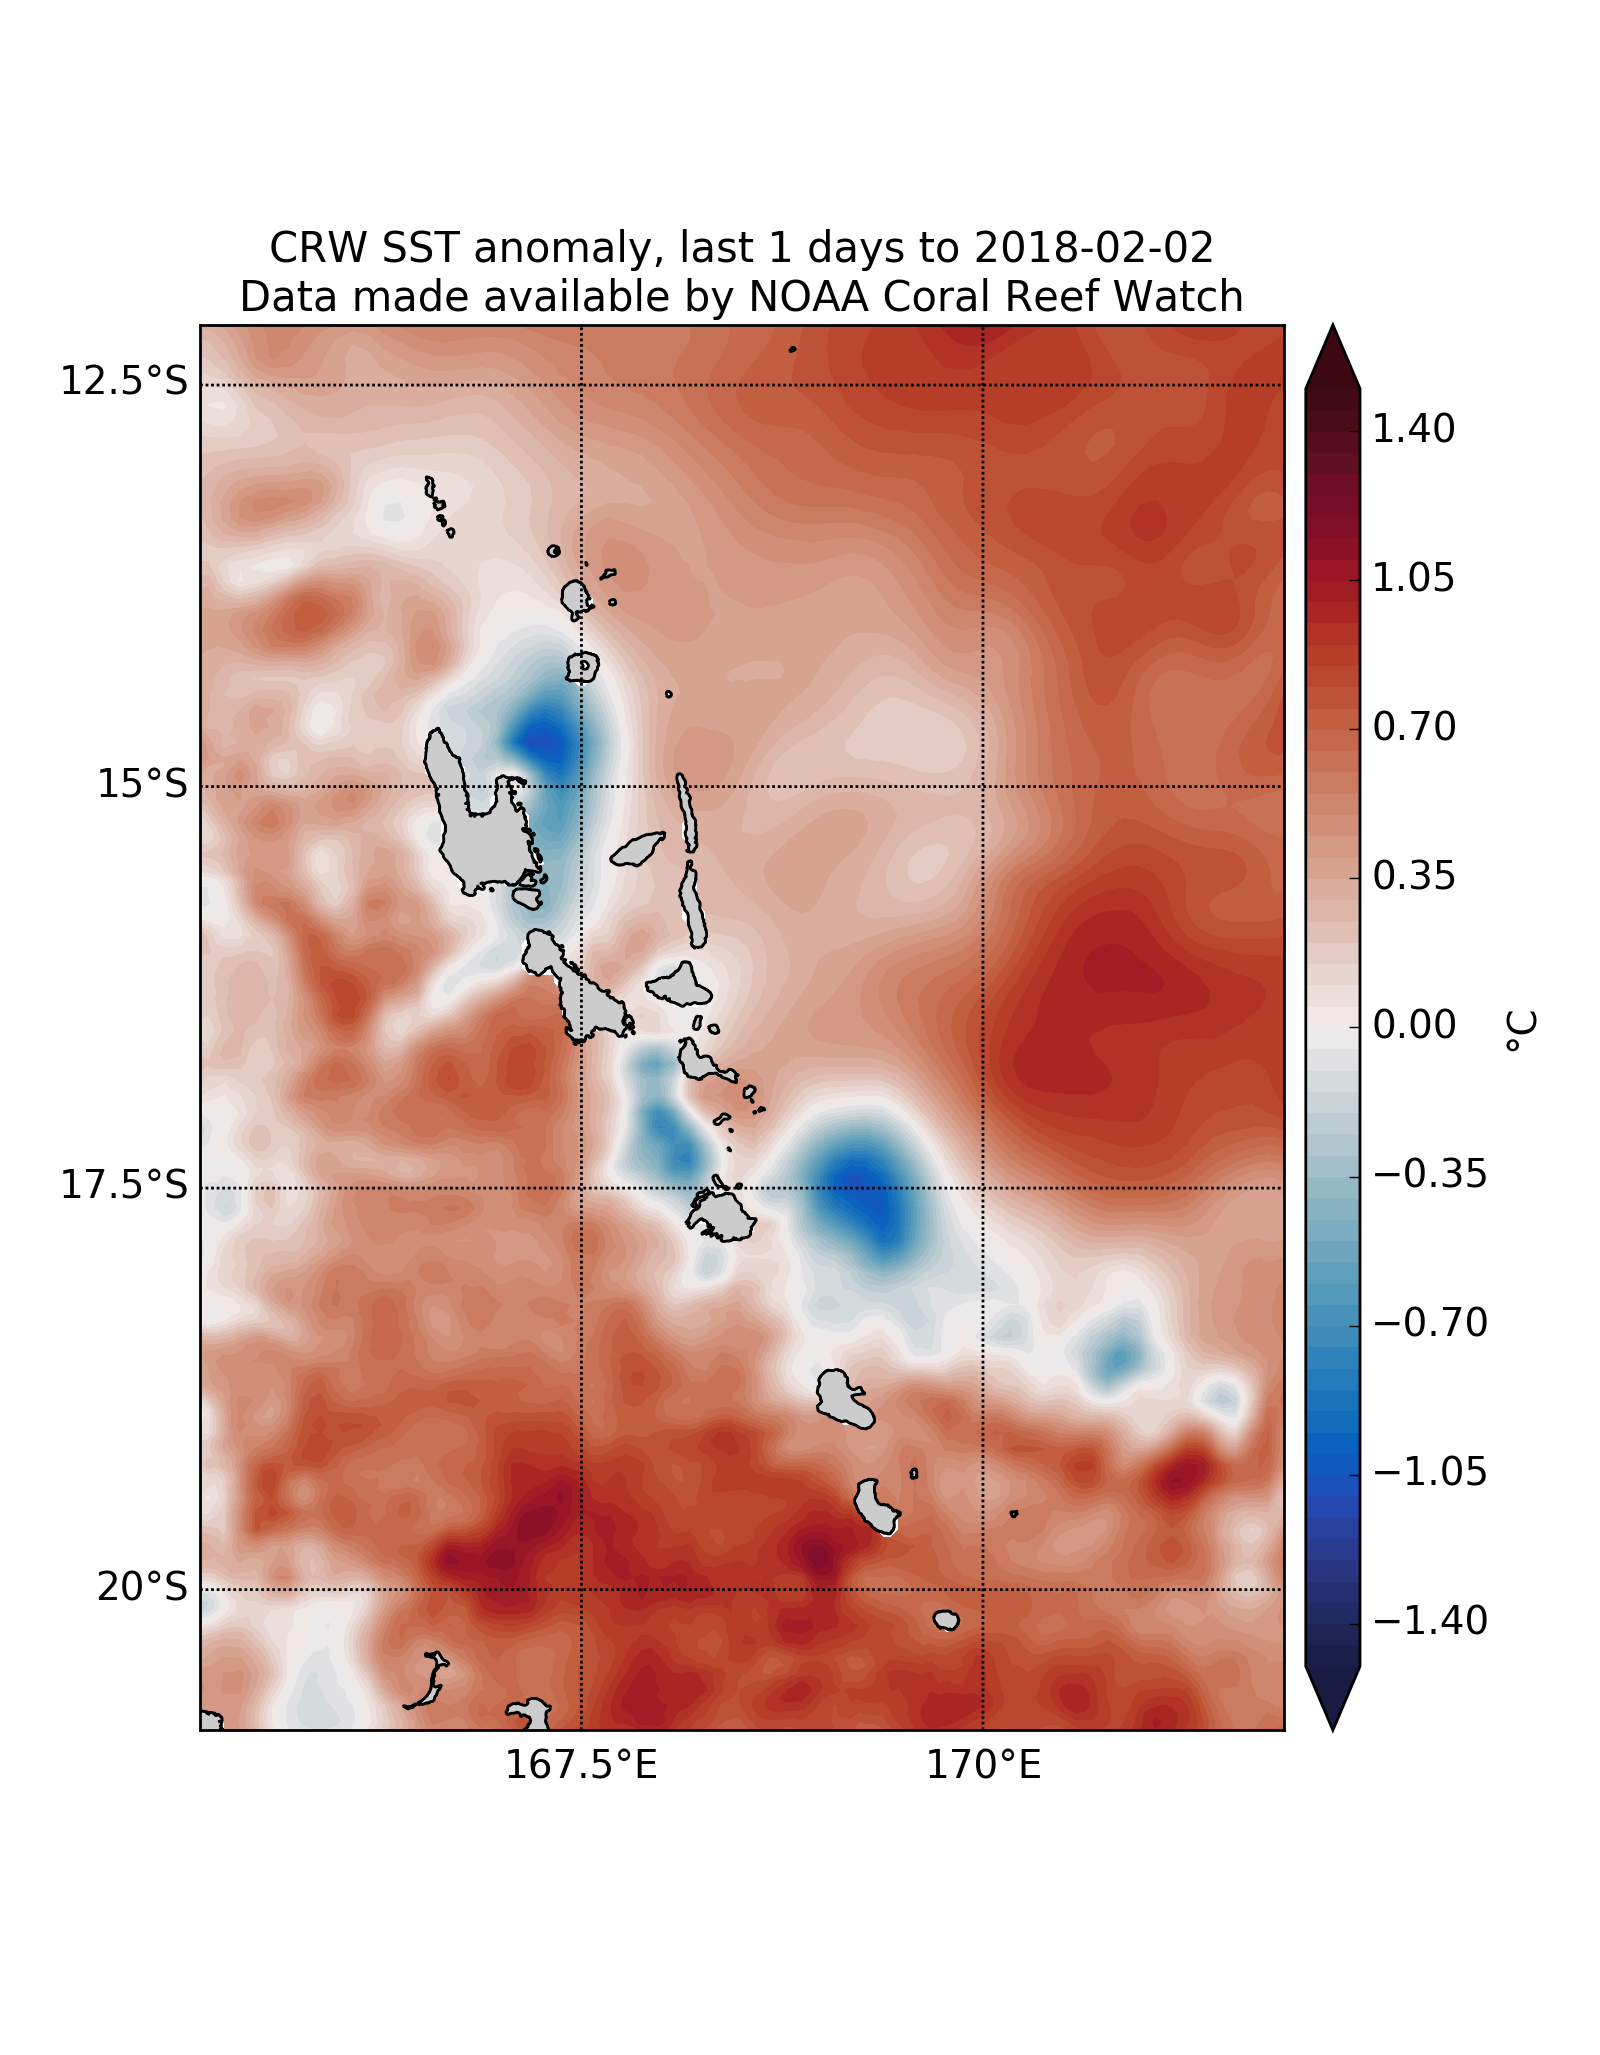 CRW SST anomaly, last 1 days to 2018-02-02
Data made available by NOAA Coral Reef Watch
12.5°S
15°S
17.5°S
20°S
167.5°E
170°E
1.40
1.05
0.70
0.35
0.00
−0.35
−0.70
−1.05
−1.40
°C